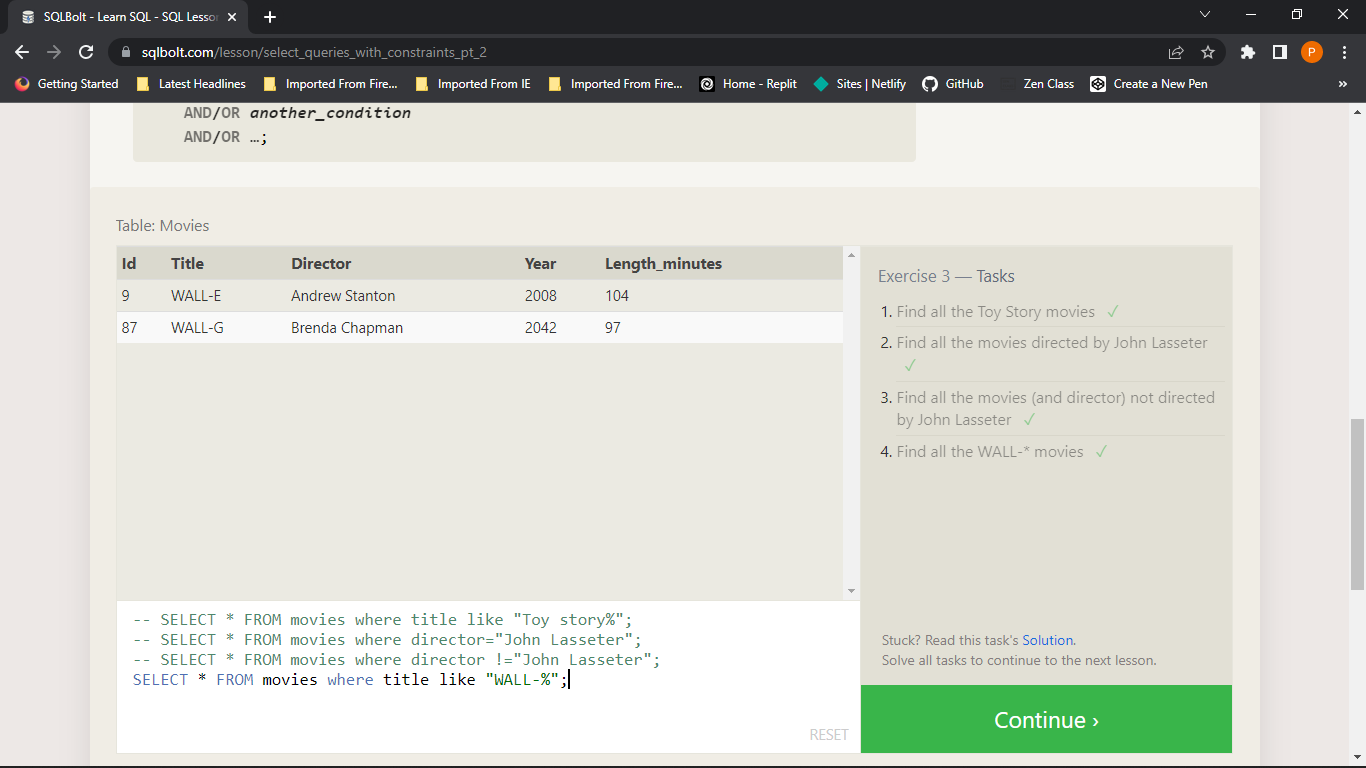 SQLBolt - Learn SQL - SQL Lesson
sqlbolt.com/lesson/select_queries_with_constraints_pt_2
P
Getting Started Latest Headlines Imported From Fire... Imported From IE Imported From Fire... Home - Replit Sites | Netlify GitHub Zen Class Create a New Pen »
AND/OR another_condition
AND/OR …;
Table: Movies
Id Title Director Year Length_minutes
9 WALL-E Andrew Stanton 2008 104
87 WALL-G Brenda Chapman 2042 97
-- SELECT * FROM movies where title like "Toy story%";
-- SELECT * FROM movies where director="John Lasseter";
-- SELECT * FROM movies where director !="John Lasseter";
SELECT * FROM movies where title like "WALL-%";
RESET
Exercise 3 — Tasks
1. Find all the Toy Story movies ✓
2. Find all the movies directed by John Lasseter
✓
3. Find all the movies (and director) not directed
by John Lasseter ✓
4. Find all the WALL-* movies ✓
Stuck? Read this task's Solution.
Solve all tasks to continue to the next lesson.
Continue ›